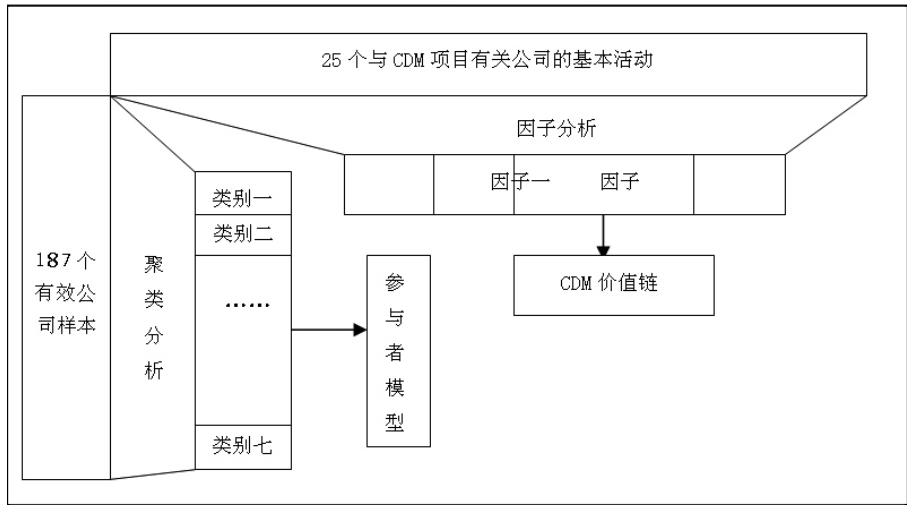 25 个与 CDM 项目有关公司的基本活动
因子分析
因子一
因子
类别一
类别二
……
类别七
187 个
有效公
司样本
聚
类
分
析
参
与
者
模
型
CDM 价值链